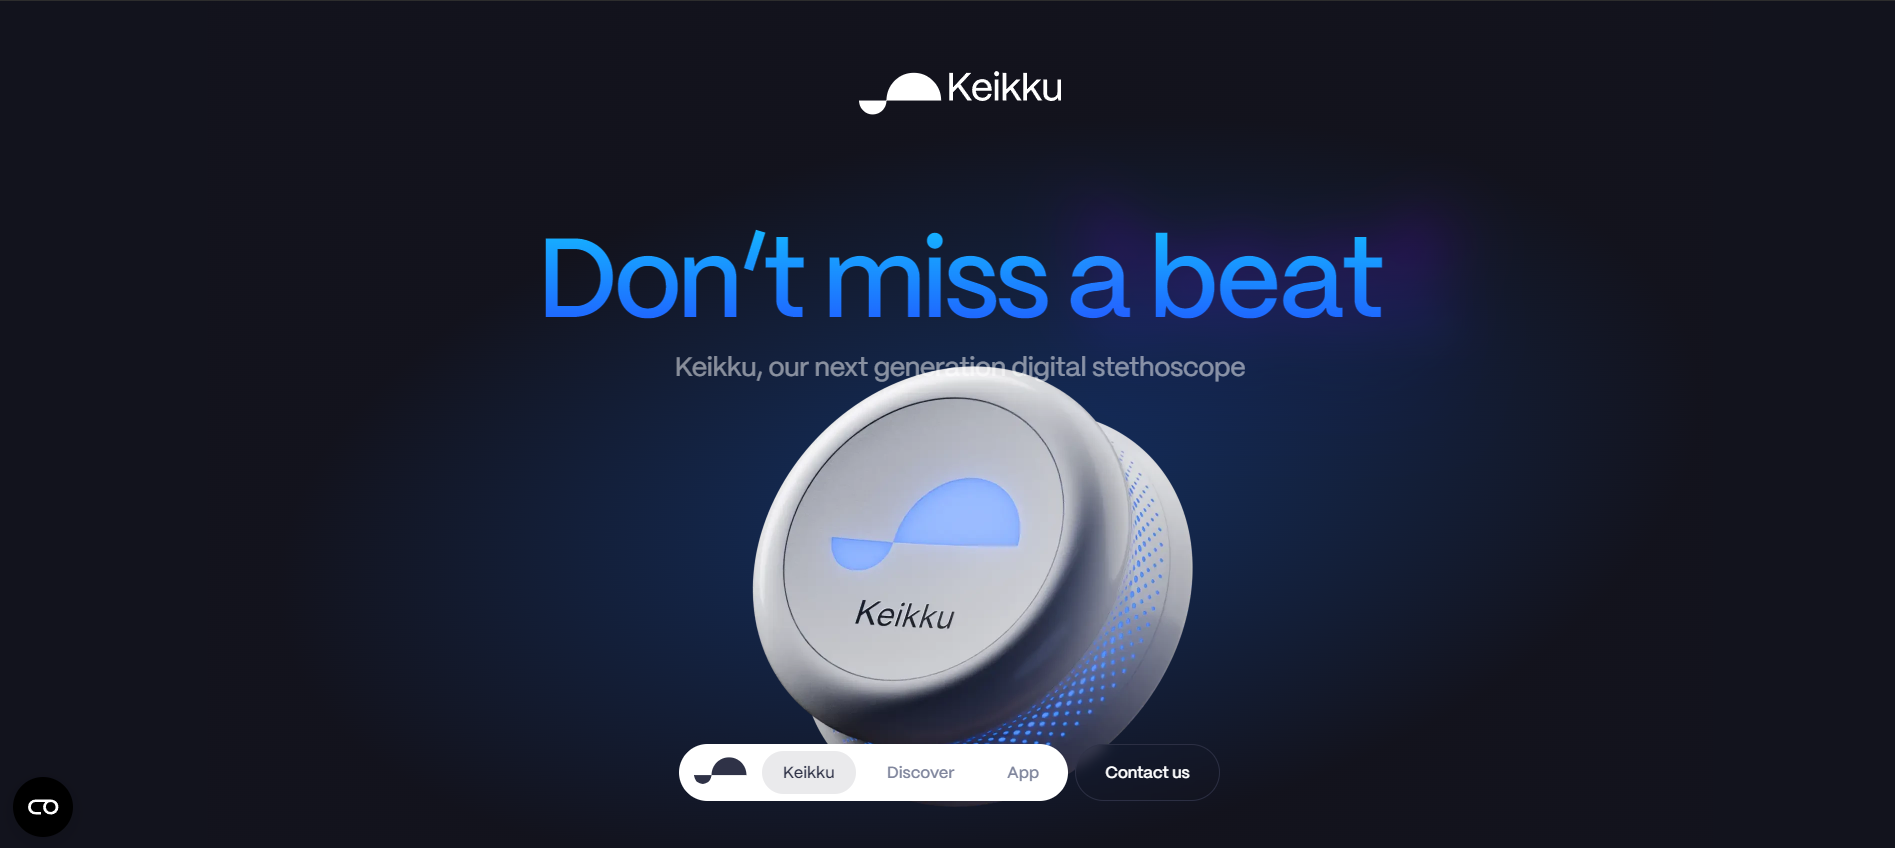 Keikku
Don't miss a beat
Keikku, our next generation digital stethoscope
Keikku
Keikku Discover App Contact us